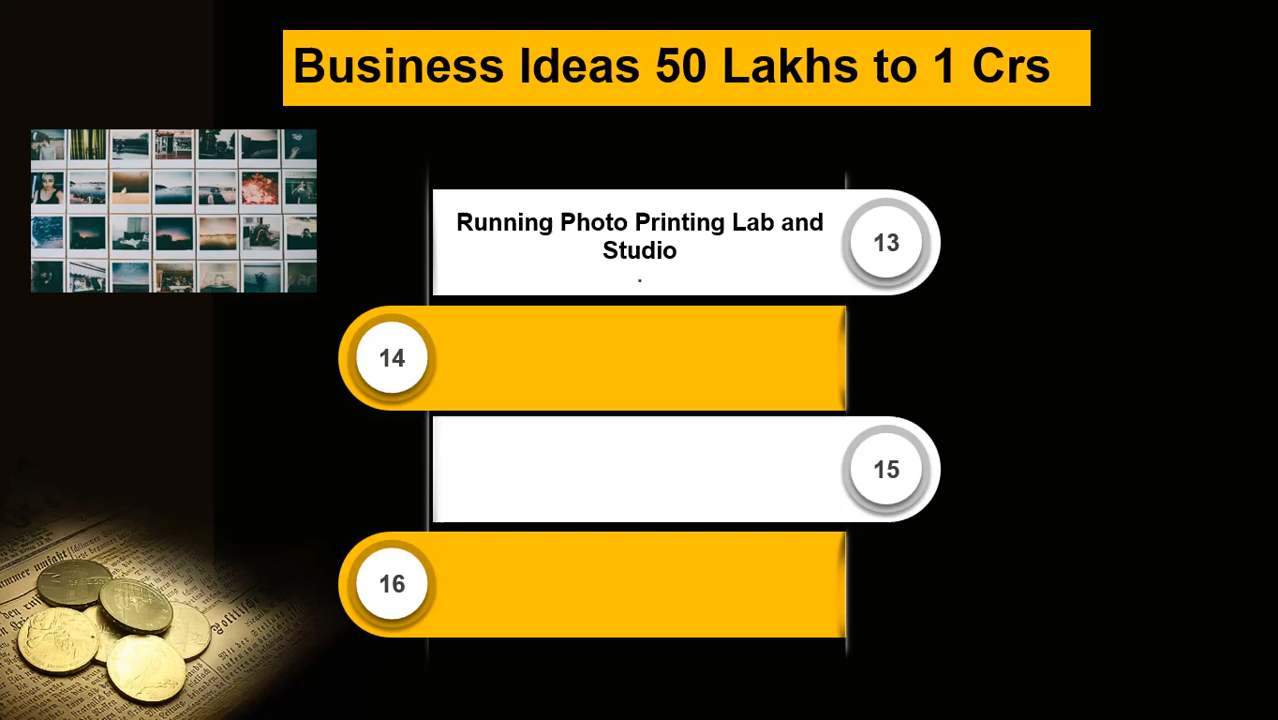 Business Ideas 50 Lakhs to 1 Crs
Running Photo Printing Lab and
Studio
.
13
14
15
16